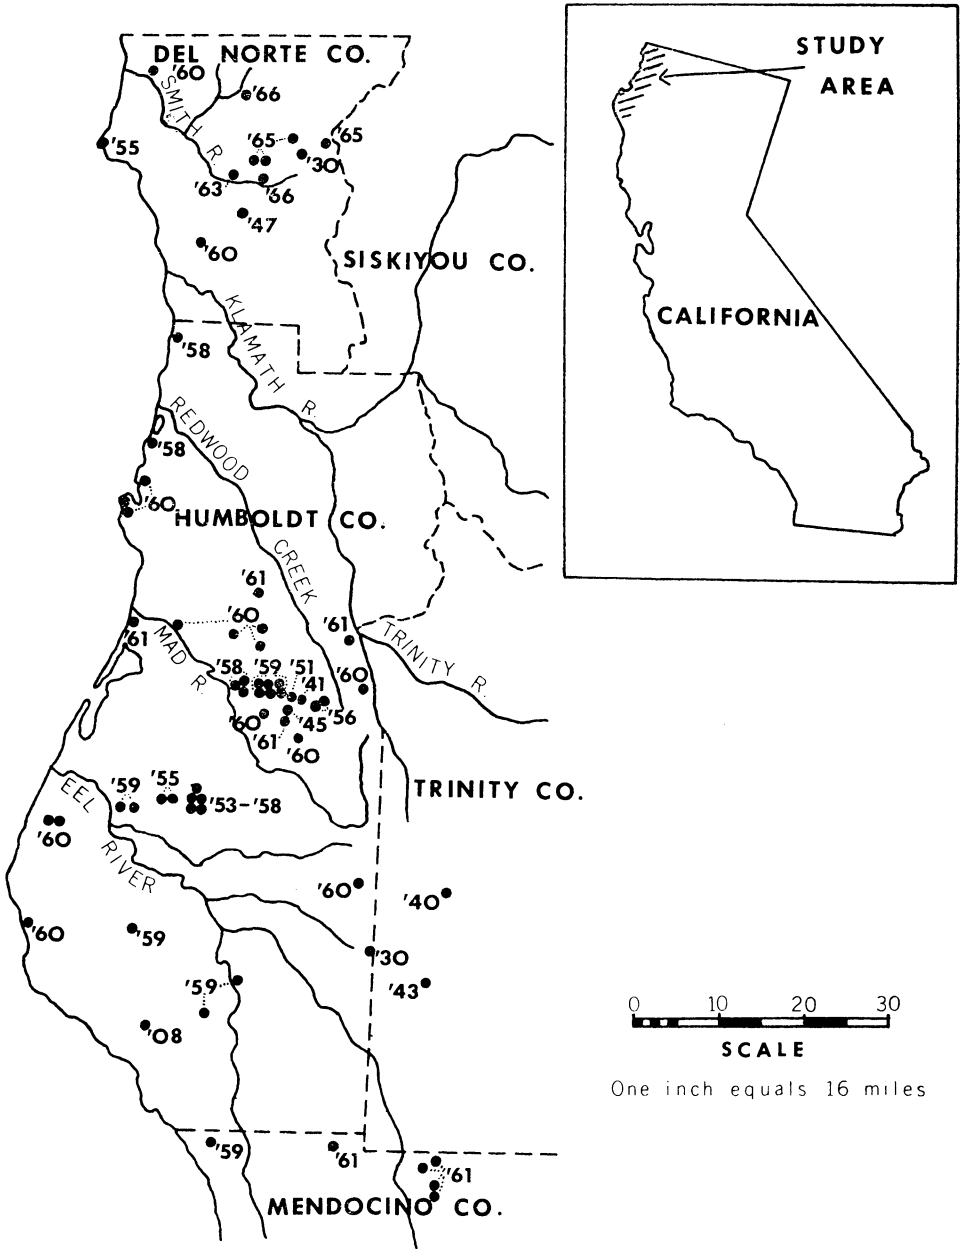 DEL NORTE CO.
'60
'66
SMITH R.
'55
'65
'65
'30
'63
'66
'47
'60
SISKIYOU CO.
KLAMATH R.
'58
REDWOOD CREEK
'58
'60
HUMBOLDT CO.
'61
'60
'61
'61
MAD R.
TRINITY R.
'58
'59
'51
'41
'60
'60
'45
'56
'61
'60
TRINITY CO.
'59
'55
'53-'58
EEL RIVER
'60
'60
'40
'60
'59
'30
'59
'43
'08
'59
'61
'61
MENDOCINO CO.
STUDY
AREA
CALIFORNIA
0 10 20 30
SCALE
One inch equals 16 miles